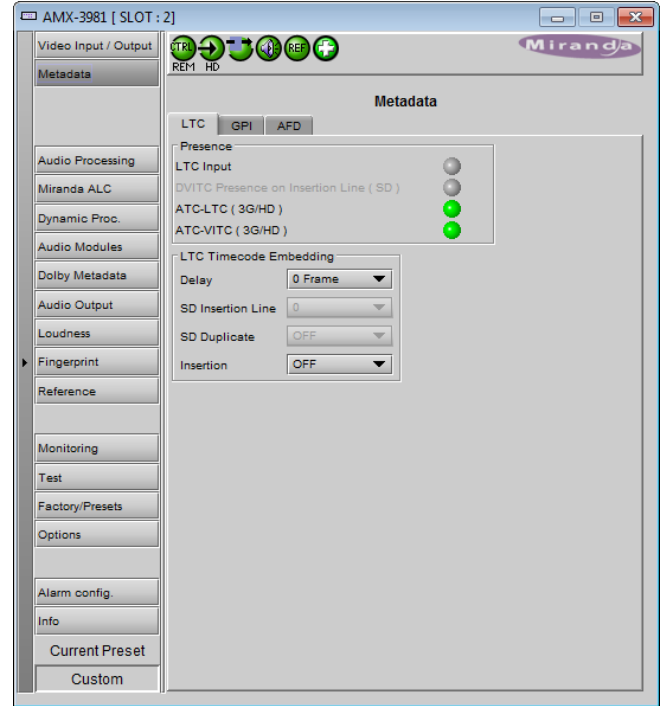 AMX-3981 [ SLOT : 2]
Video Input / Output
Metadata
Audio Processing
Miranda ALC
Dynamic Proc.
Audio Modules
Dolby Metadata
Audio Output
Loudness
Fingerprint
Reference
Monitoring
Test
Factory/Presets
Options
Alarm config.
Info
Current Preset
Custom
CTRL
REF
REM HD
Miranda
Metadata
LTC GPI AFD
Presence
LTC Input
DVITC Presence on Insertion Line ( SD )
ATC-LTC ( 3G/HD )
ATC-VITC ( 3G/HD )
LTC Timecode Embedding
Delay 0 Frame
SD Insertion Line 0
SD Duplicate OFF
Insertion OFF